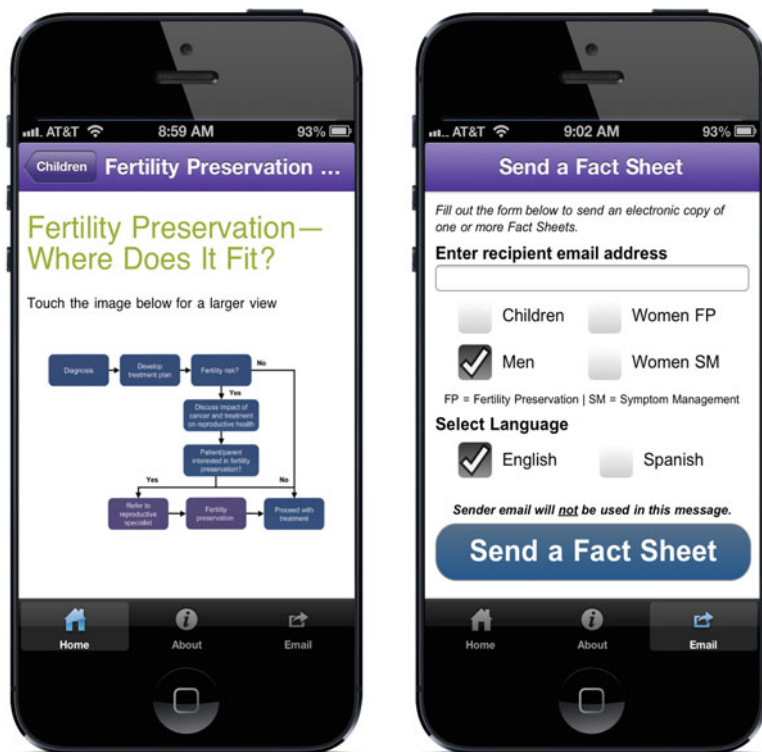 AT&T 8:59 AM 93%
Children Fertility Preservation ...
Fertility Preservation—
Where Does It Fit?
Touch the image below for a larger view
Diagnosis
Develop
treatment plan
Fertility risk?
No
Yes
Discuss impact of
cancer and treatment
on reproductive health
Patient/parent
interested in fertility
preservation?
Yes
No
Refer to
reproductive
specialist
Fertility
preservation
Proceed with
treatment
Home About Email
AT&T 9:02 AM 93%
Send a Fact Sheet
Fill out the form below to send an electronic copy of
one or more Fact Sheets.
Enter recipient email address
Children Women FP
Men Women SM
FP = Fertility Preservation | SM = Symptom Management
Select Language
English Spanish
Sender email will not be used in this message.
Send a Fact Sheet
Home About Email